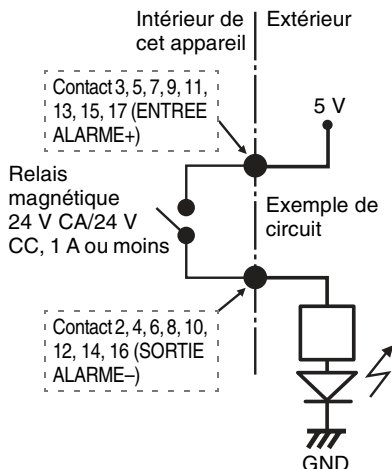 Intérieur de
cet appareil
Extérieur
Contact 3, 5, 7, 9, 11,
13, 15, 17 (ENTREE
ALARME+)
5 V
Relais
magnétique
24 V CA/24 V
CC, 1 A ou moins
Exemple de
circuit
Contact 2, 4, 6, 8, 10,
12, 14, 16 (SORTIE
ALARME–)
GND